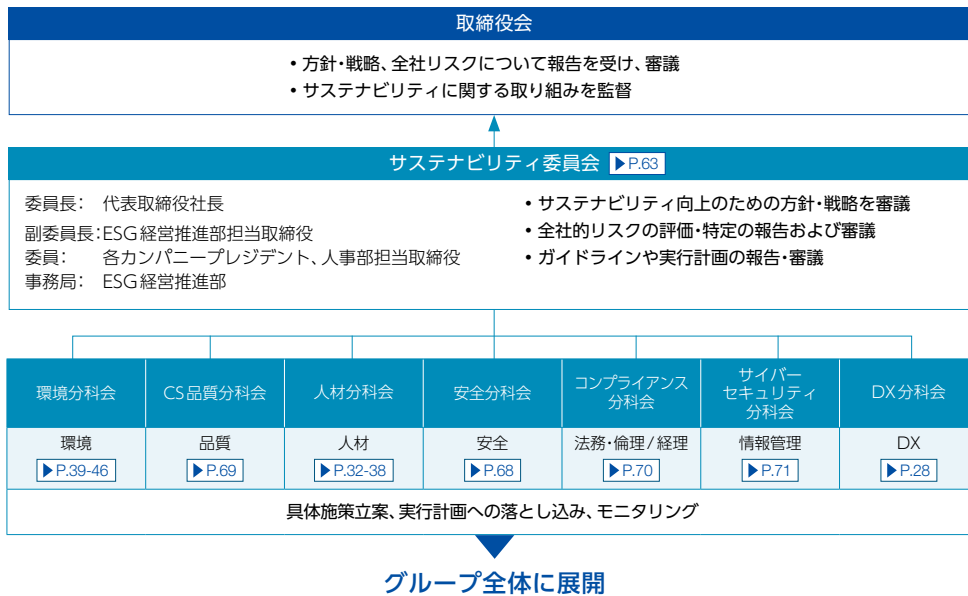 取締役会
• 方針・戦略、全社リスクについて報告を受け、審議
• サステナビリティに関する取り組みを監督
サステナビリティ委員会 ▶P.63
委員長： 代表取締役社長
副委員長：ESG経営推進部担当取締役
委員： 各カンパニープレジデント、人事部担当取締役
事務局： ESG経営推進部
• サステナビリティ向上のための方針・戦略を審議
• 全社的リスクの評価・特定の報告および審議
• ガイドラインや実行計画の報告・審議
環境分科会
環境
▶P.39-46
CS品質分科会
品質
▶P.69
人材分科会
人材
▶P.32-38
安全分科会
安全
▶P.68
コンプライアンス
分科会
法務・倫理/経理
▶P.70
サイバー
セキュリティ
分科会
情報管理
▶P.71
DX分科会
DX
▶P.28
具体施策立案、実行計画への落とし込み、モニタリング
グループ全体に展開